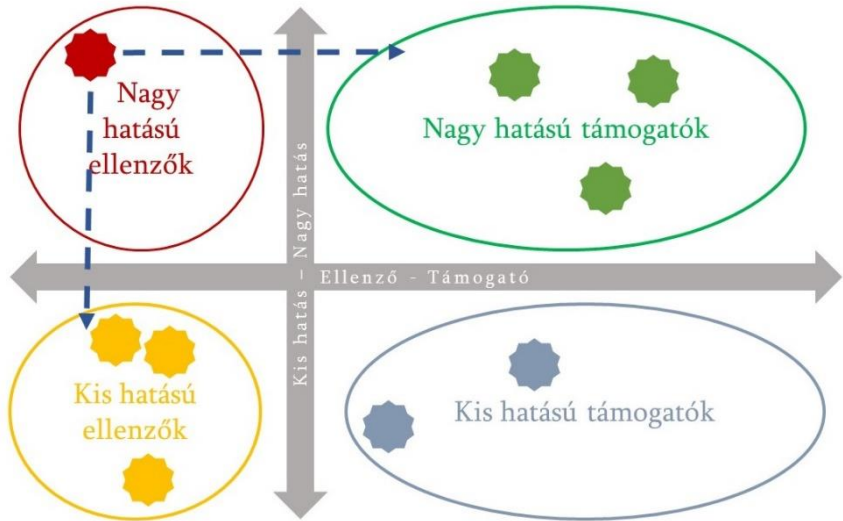 Nagy
hatású
ellenzők
Nagy hatású támogatók
Kis hatás – Nagy hatás
Ellenző - Támogató
Kis hatású
ellenzők
Kis hatású támogatók